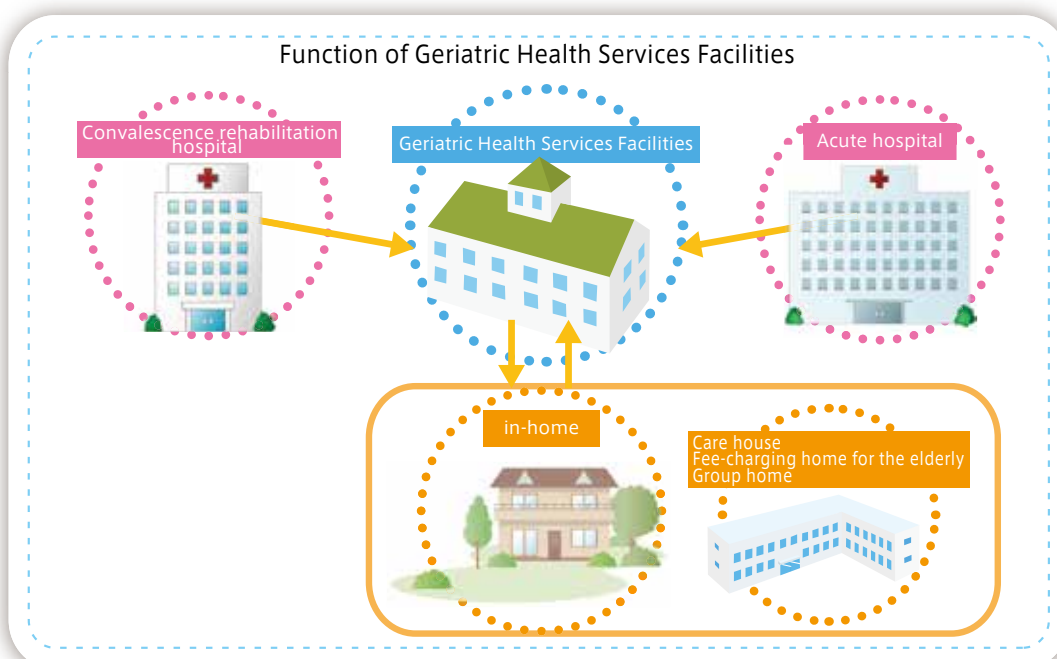 Function of Geriatric Health Services Facilities
Convalescence rehabilitation
hospital
Geriatric Health Services Facilities
Acute hospital
in-home
Care house
Fee-charging home for the elderly
Group home